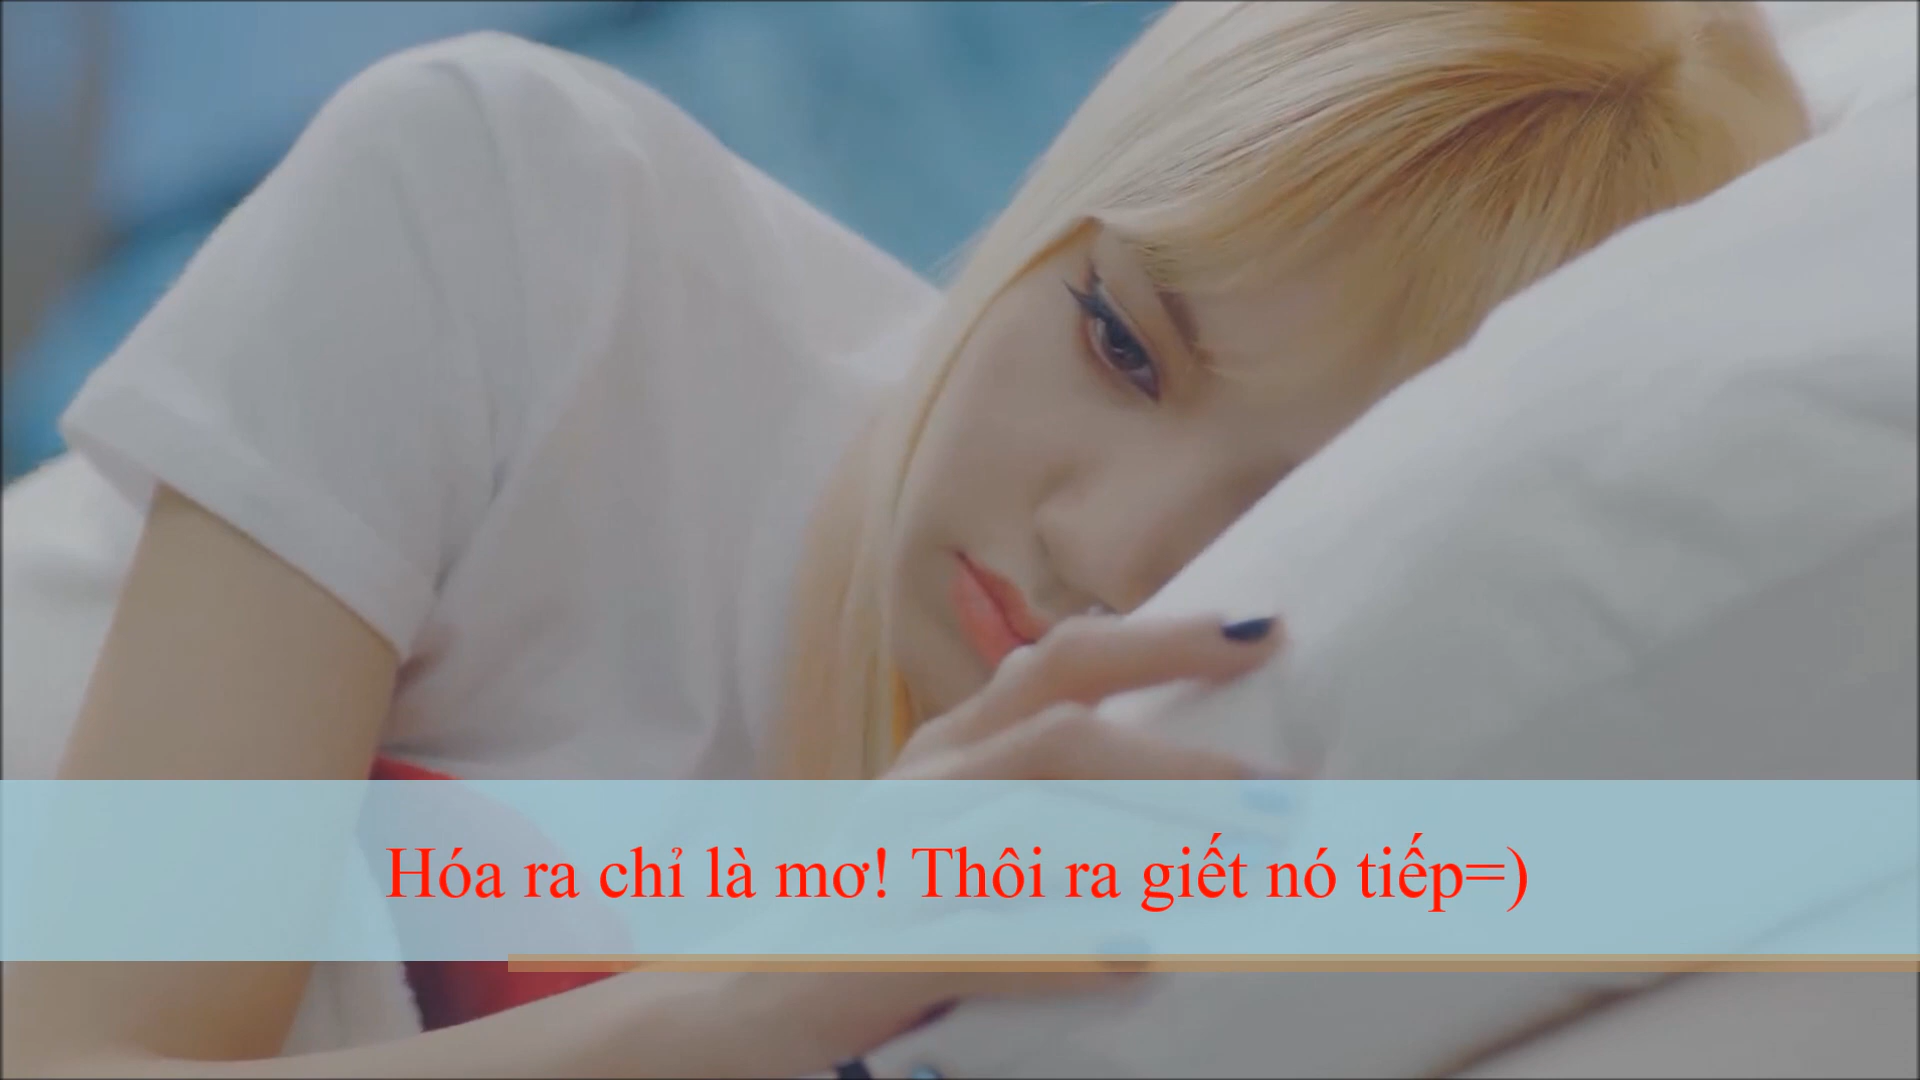 Hóa ra chỉ là mơ! Thôi ra giết nó tiếp=)